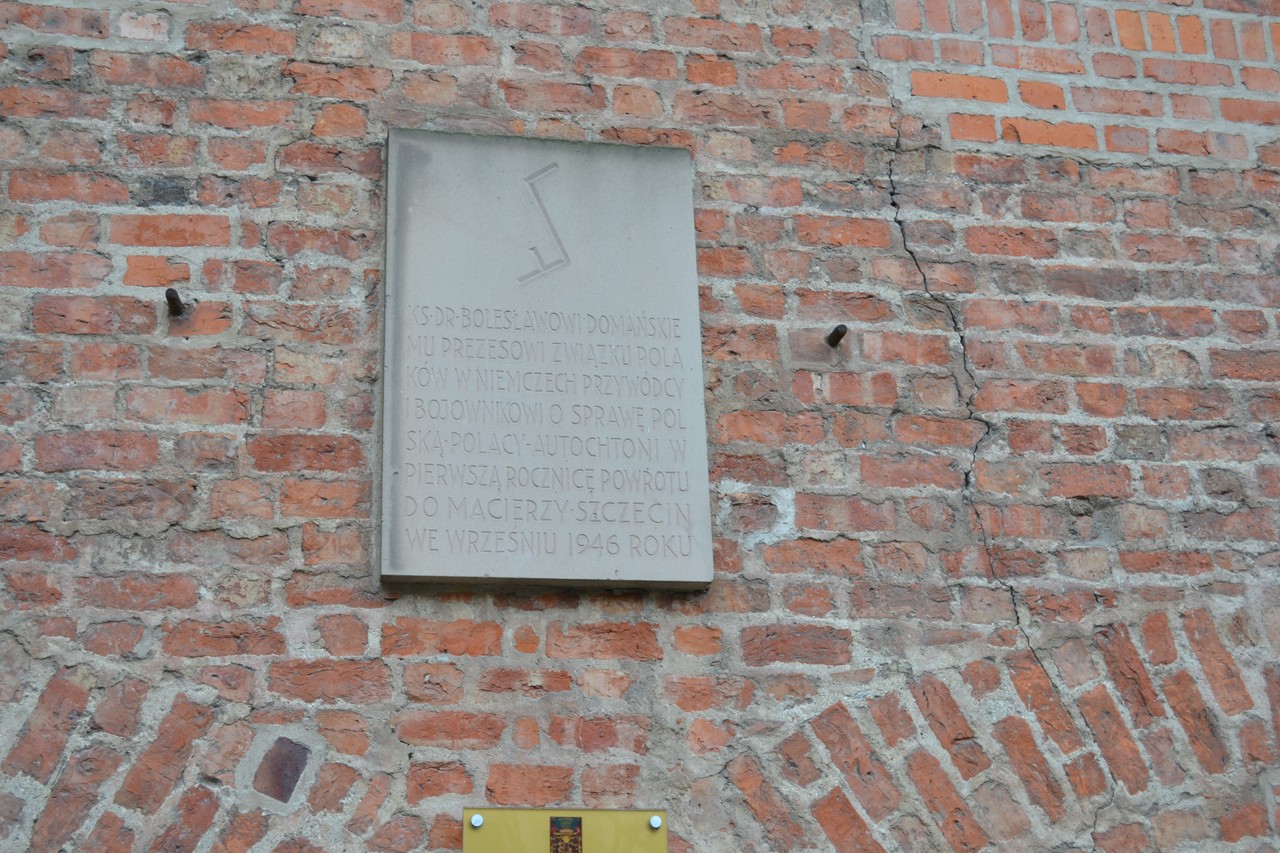 KS·DR·BOLESŁAWOWI DOMAŃSKIE
MU PREZESOWI ZWIĄZKU POLA
KÓW W NIEMCZECH PRZYWÓDCY
I BOJOWNIKOWI O SPRAWĘ POL
SKĄ·POLACY-AUTOCHTONI W
PIERWSZĄ ROCZNICĘ POWROTU
DO MACIERZY·SZCZECIN
WE WRZEŚNIU 1946 ROKU